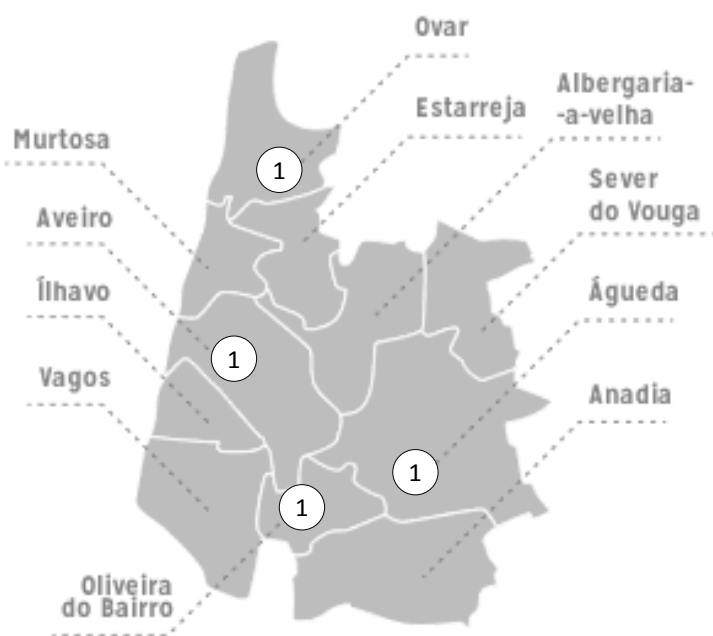 Ovar
Albergaria-
-a-velha
Estarreja
Murtosa
1
Sever
do Vouga
Aveiro
Ílhavo
Águeda
1
Vagos
Anadia
1
1
Oliveira
do Bairro